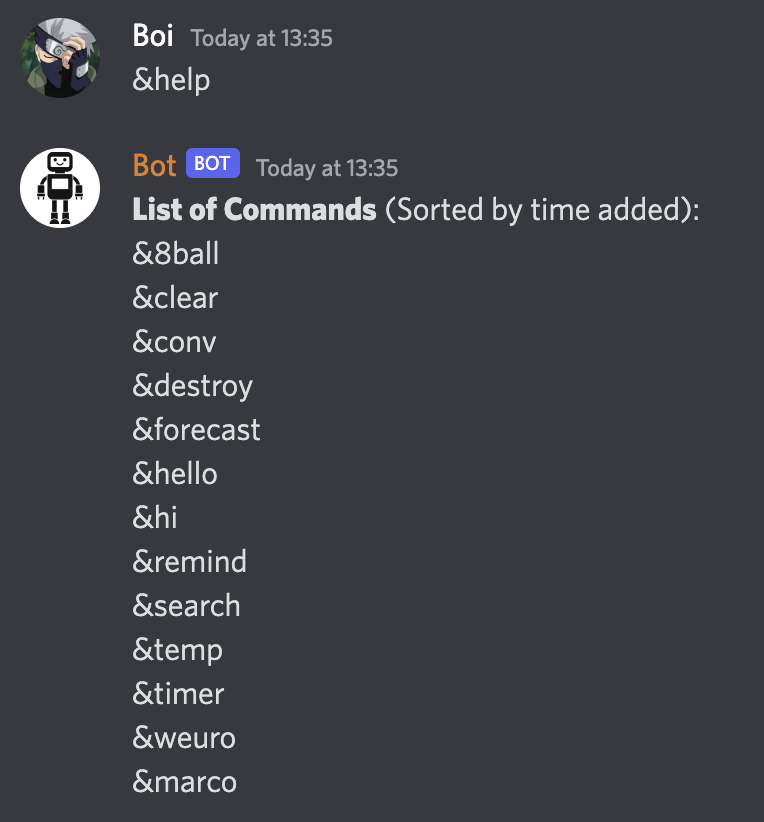 Boi Today at 13:35
&help
Bot BOT Today at 13:35
List of Commands (Sorted by time added):
&8ball
&clear
&conv
&destroy
&forecast
&hello
&hi
&remind
&search
&temp
&timer
&weuro
&marco